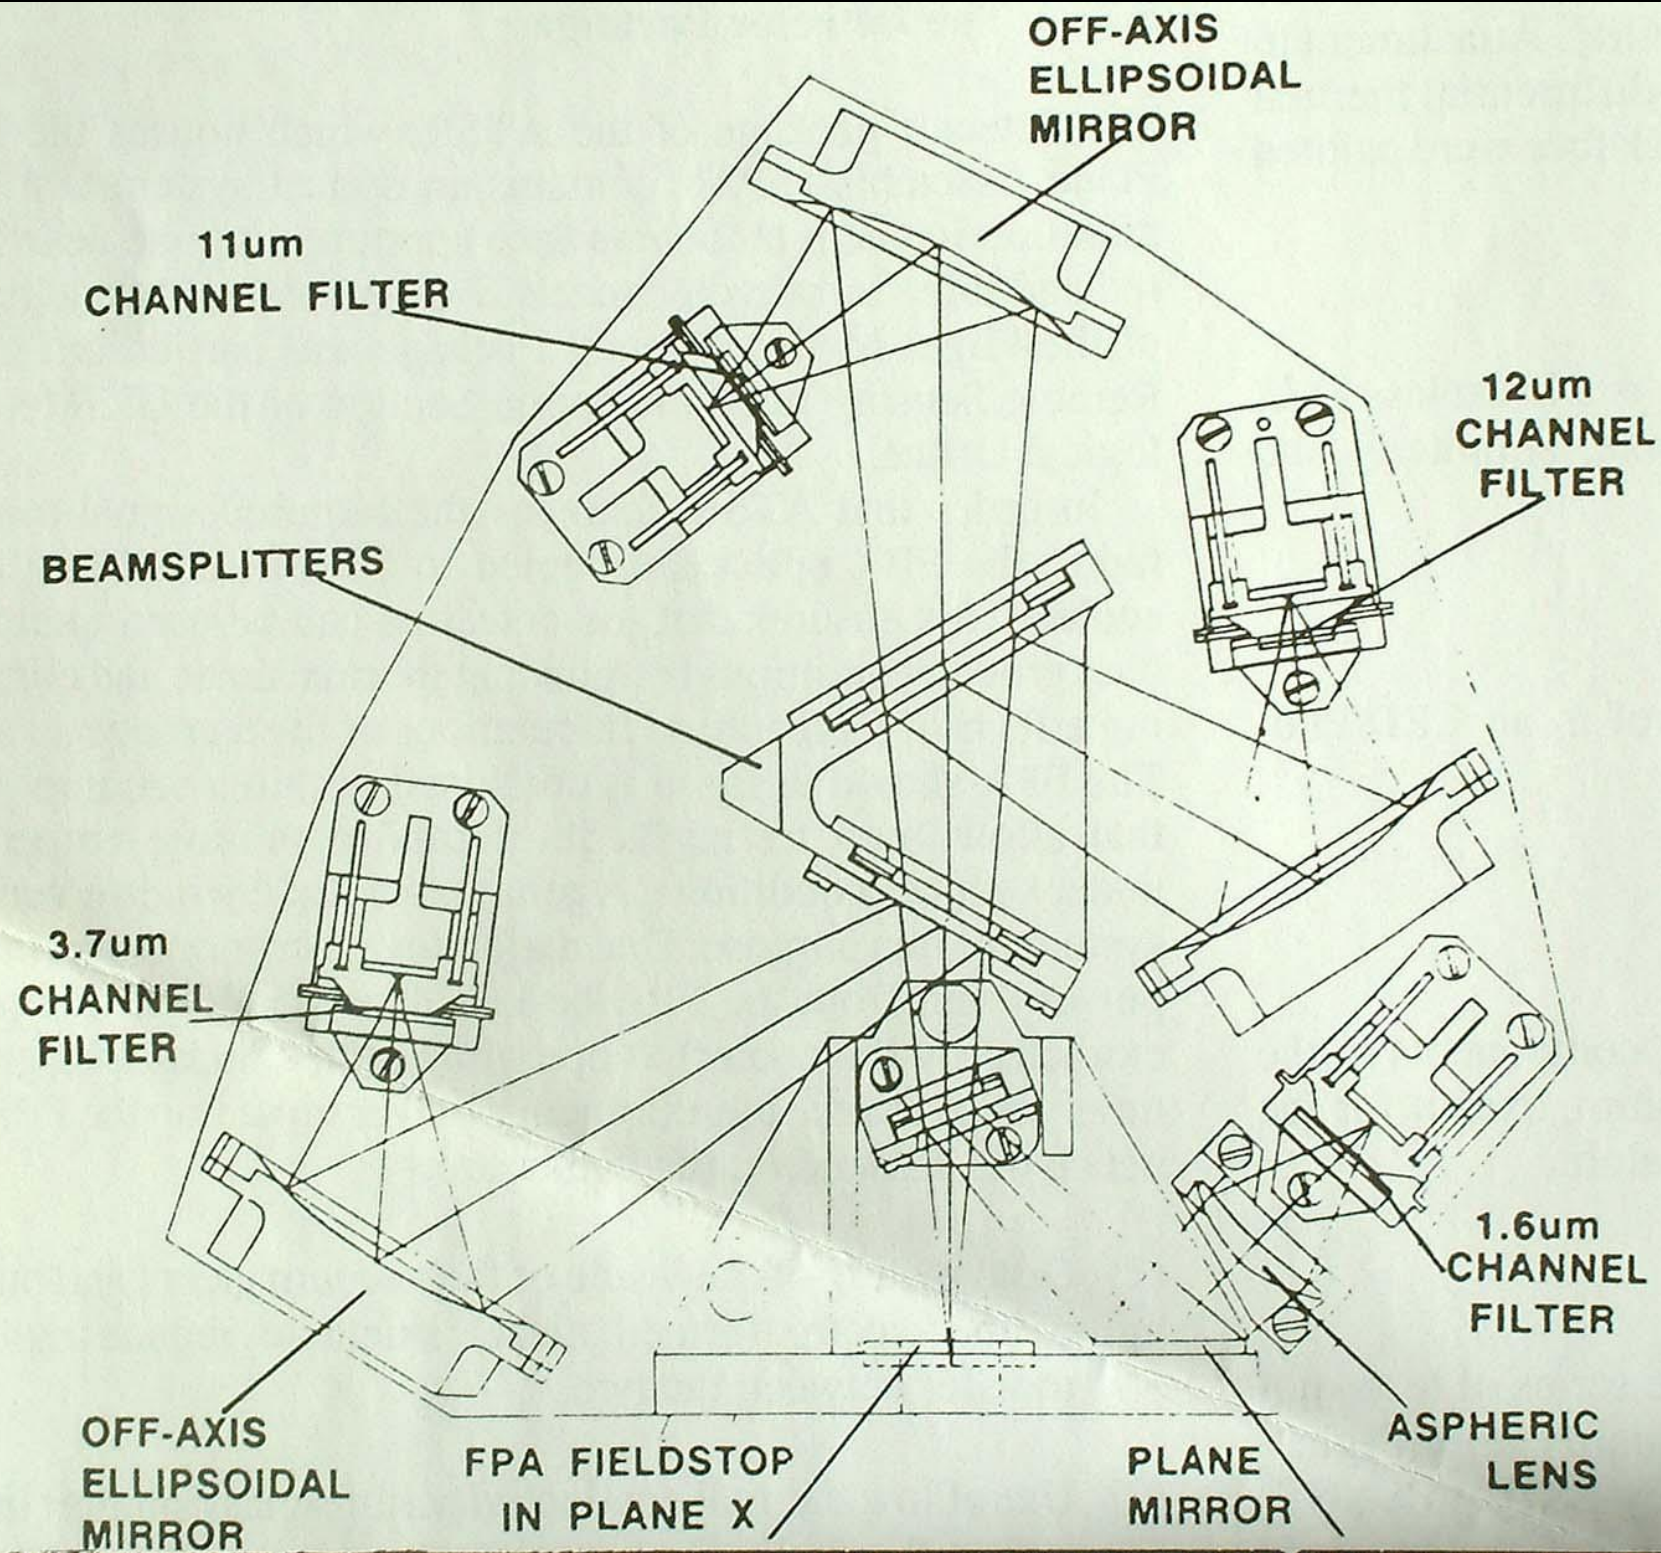 OFF-AXIS
ELLIPSOIDAL
MIRROR
11um
CHANNEL FILTER
12um
CHANNEL
FILTER
BEAMSPLITTERS
3.7um
CHANNEL
FILTER
1.6um
CHANNEL
FILTER
OFF-AXIS
ELLIPSOIDAL
MIRROR
FPA FIELDSTOP
IN PLANE X
PLANE
MIRROR
ASPHERIC
LENS